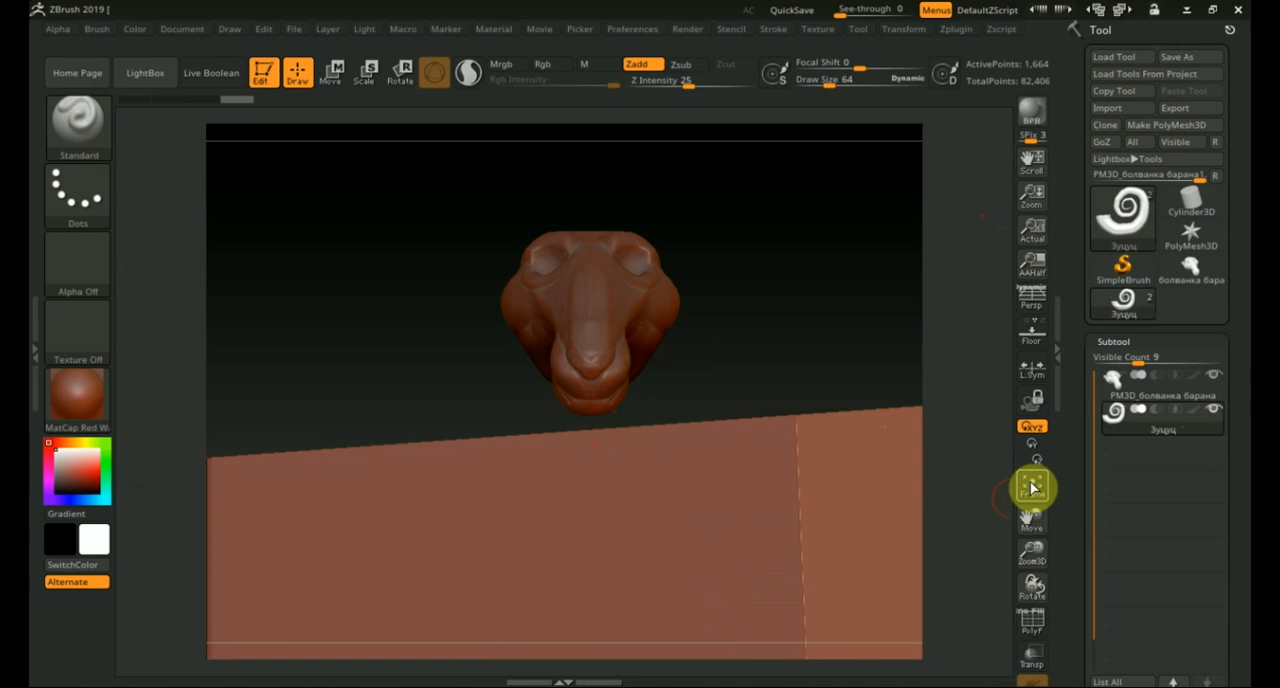 ZBrush 2019 [
AC QuickSave See-through 0 Menus DefaultZScript
Alpha Brush Color Document Draw Edit File Layer Light Macro Marker Material Movie Picker Preferences Render Stencil Stroke Texture Tool Transform Zplugin Zscript
Home Page LightBox Live Boolean Edit Draw Move Scale Rotate
Mrgb Rgb M Zadd Zsub Zcut
Rgb Intensity Z Intensity 25
Focal Shift 0
Draw Size 64 Dynamic
ActivePoints: 1,664
TotalPoints: 82,406
Standard
Dots
Alpha Off
Texture Off
MatCap Red W
Gradient
SwitchColor
Alternate
BPR
SPix 3
Scroll
Zoom
Actual
AAHalf
Persp
Floor
L.Sym
XYZ
Frame
Move
Zoom3D
Rotate
PolyF
Transp
Tool
Load Tool Save As
Load Tools From Project
Copy Tool Paste Tool
Import Export
Clone Make PolyMesh3D
GoZ All Visible R
Lightbox▶Tools
PM3D_болванка барана1. R
2
Зуцуц Cylinder3D
PolyMesh3D
SimpleBrush болванка бара
2
Зуцуц
Subtool
Visible Count 9
PM3D_болванка барана
Зуцуц
List All